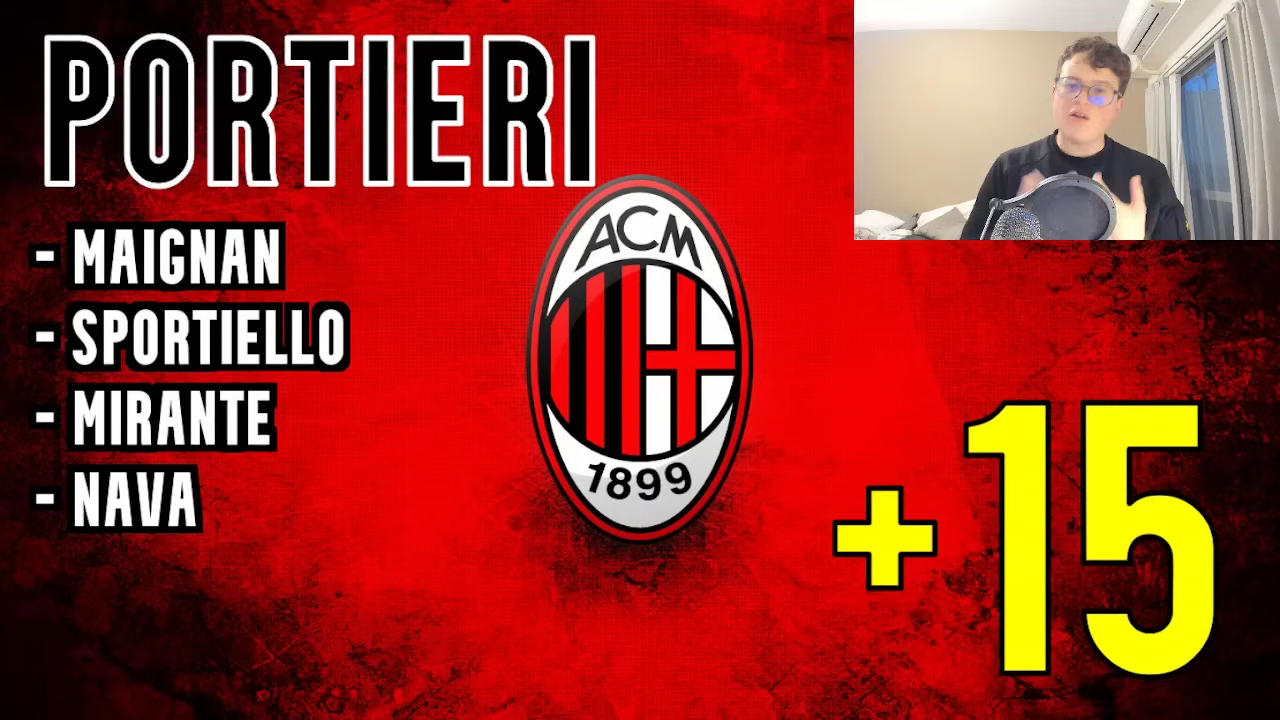 PORTIERI
- MAIGNAN
- SPORTIELLO
- MIRANTE
- NAVA
ACM
1899
+15